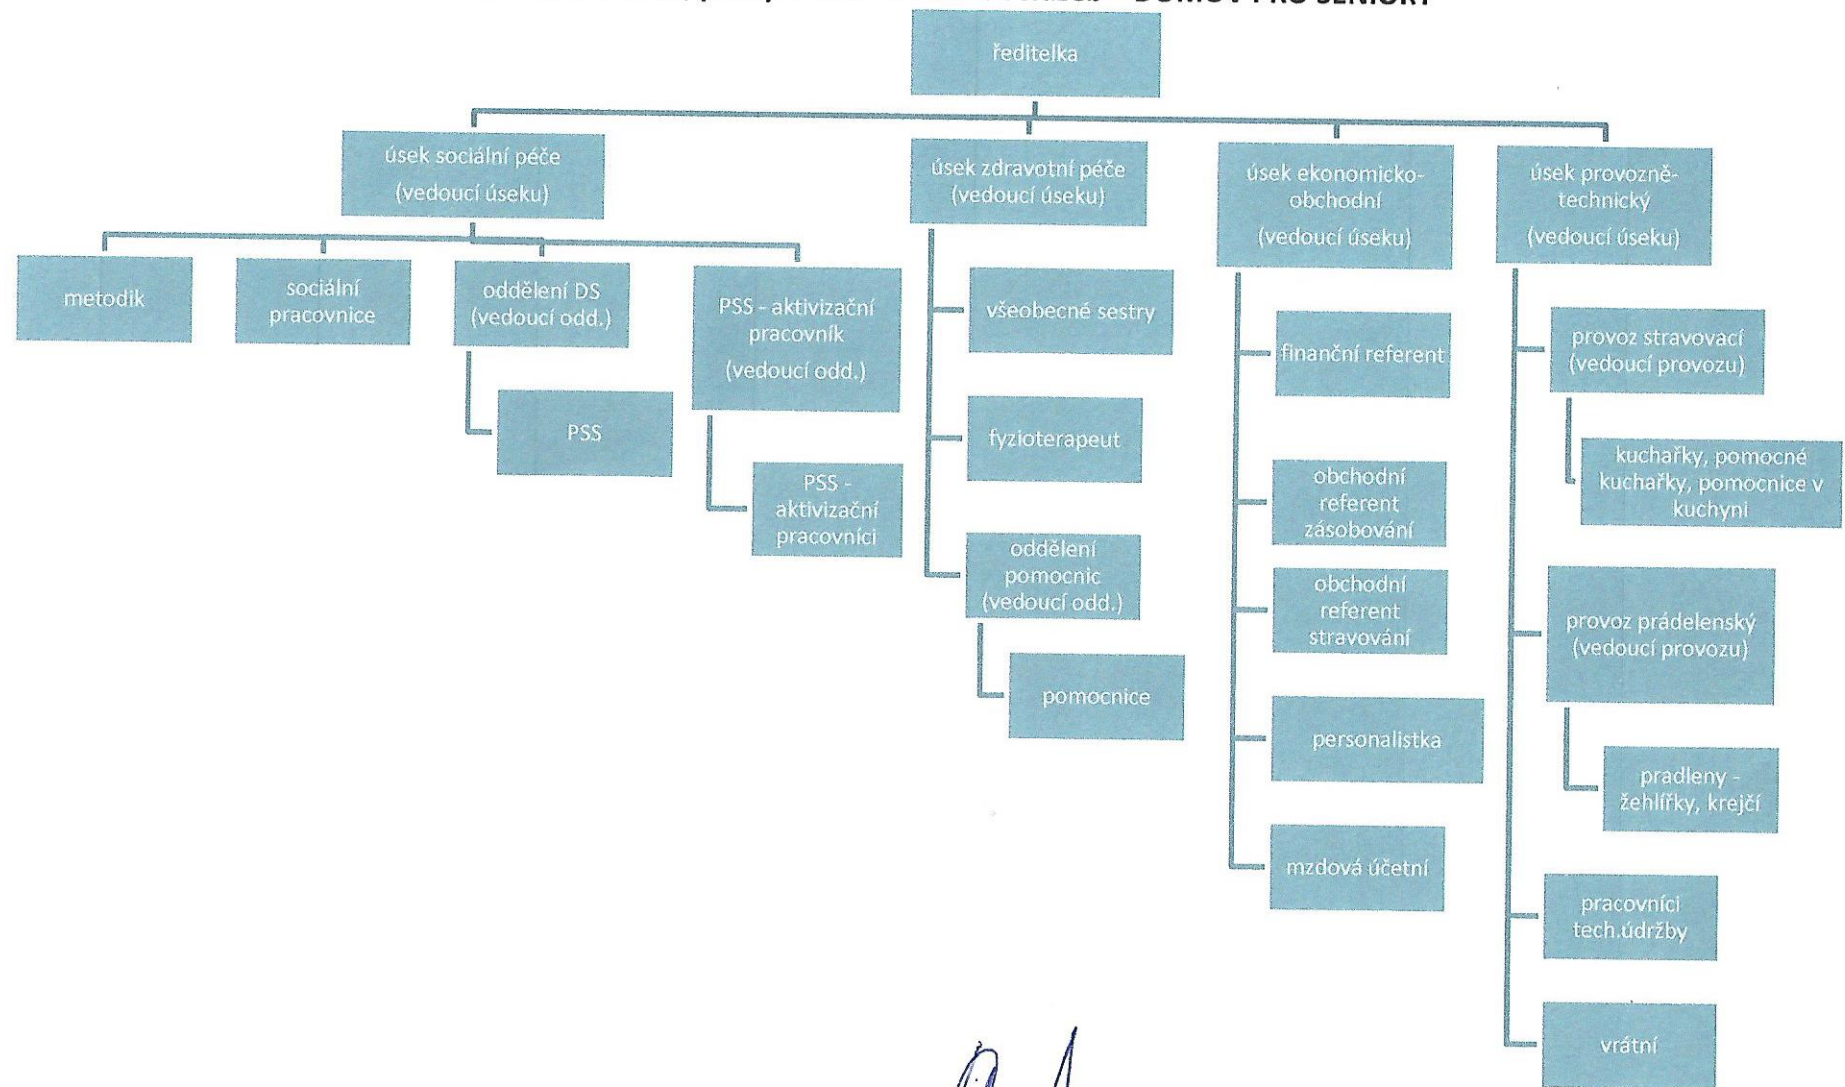 DOMOV PRO SENIORY
ředitelka
úsek sociální péče
(vedoucí úseku)
metodik
sociální
pracovnice
oddělení DS
(vedoucí odd.)
PSS
PSS - aktivizační
pracovník
(vedoucí odd.)
PSS -
aktivizační
pracovníci
úsek zdravotní péče
(vedoucí úseku)
všeobecné sestry
fyzioterapeut
oddělení
pomocnic
(vedoucí odd.)
pomocnice
úsek ekonomicko-
obchodní
(vedoucí úseku)
finanční referent
obchodní
referent
zásobování
obchodní
referent
stravování
personalistka
mzdová účetní
úsek provozně-
technický
(vedoucí úseku)
provoz stravovací
(vedoucí provozu)
kuchařky, pomocné
kuchařky, pomocnice v
kuchyni
provoz prádelenský
(vedoucí provozu)
pradleny -
žehlířky, krejčí
pracovníci
tech.údržby
vrátní